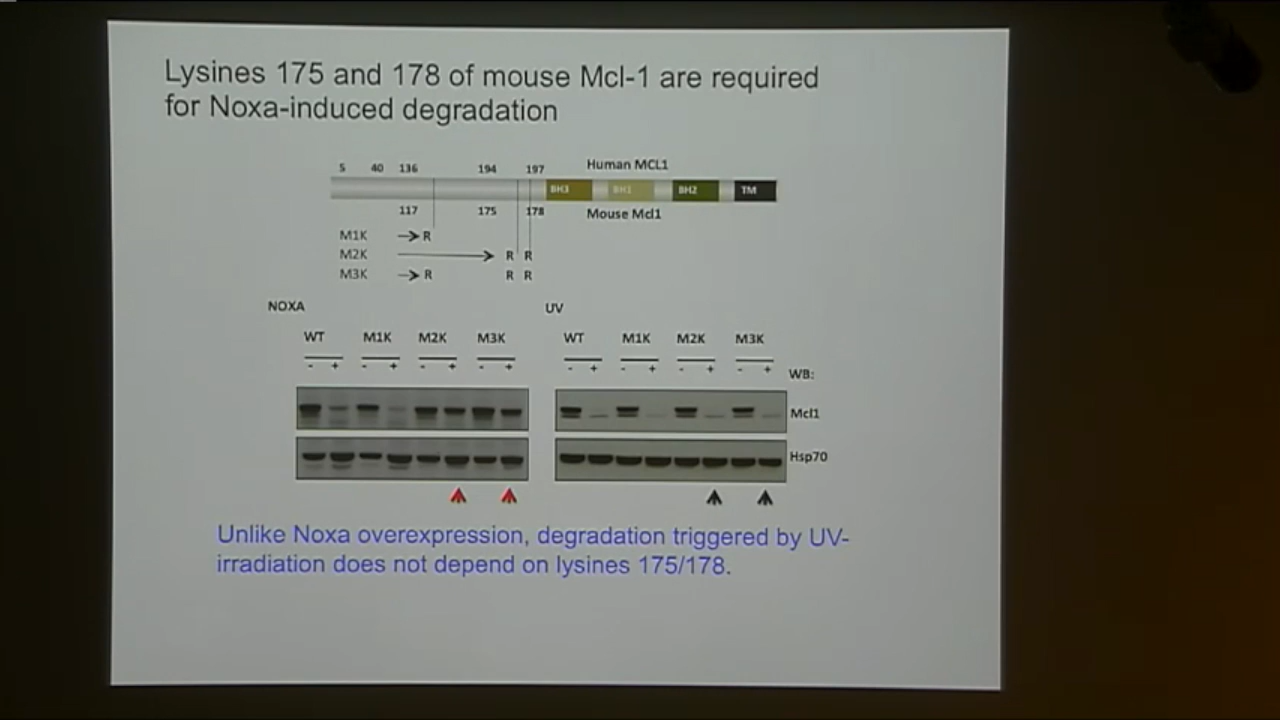 Lysines 175 and 178 of mouse Mcl-1 are required
for Noxa-induced degradation
5 40 136 194 197 Human MCL1
BH3 BH1 BH2 TM
117 175 178 Mouse Mcl1
M1K R
M2K R R
M3K R R R
NOXA UV
WT M1K M2K M3K WT M1K M2K M3K
- + - + - + - + - + - + - + - + WB:
Mcl1
Hsp70
Unlike Noxa overexpression, degradation triggered by UV-
irradiation does not depend on lysines 175/178.